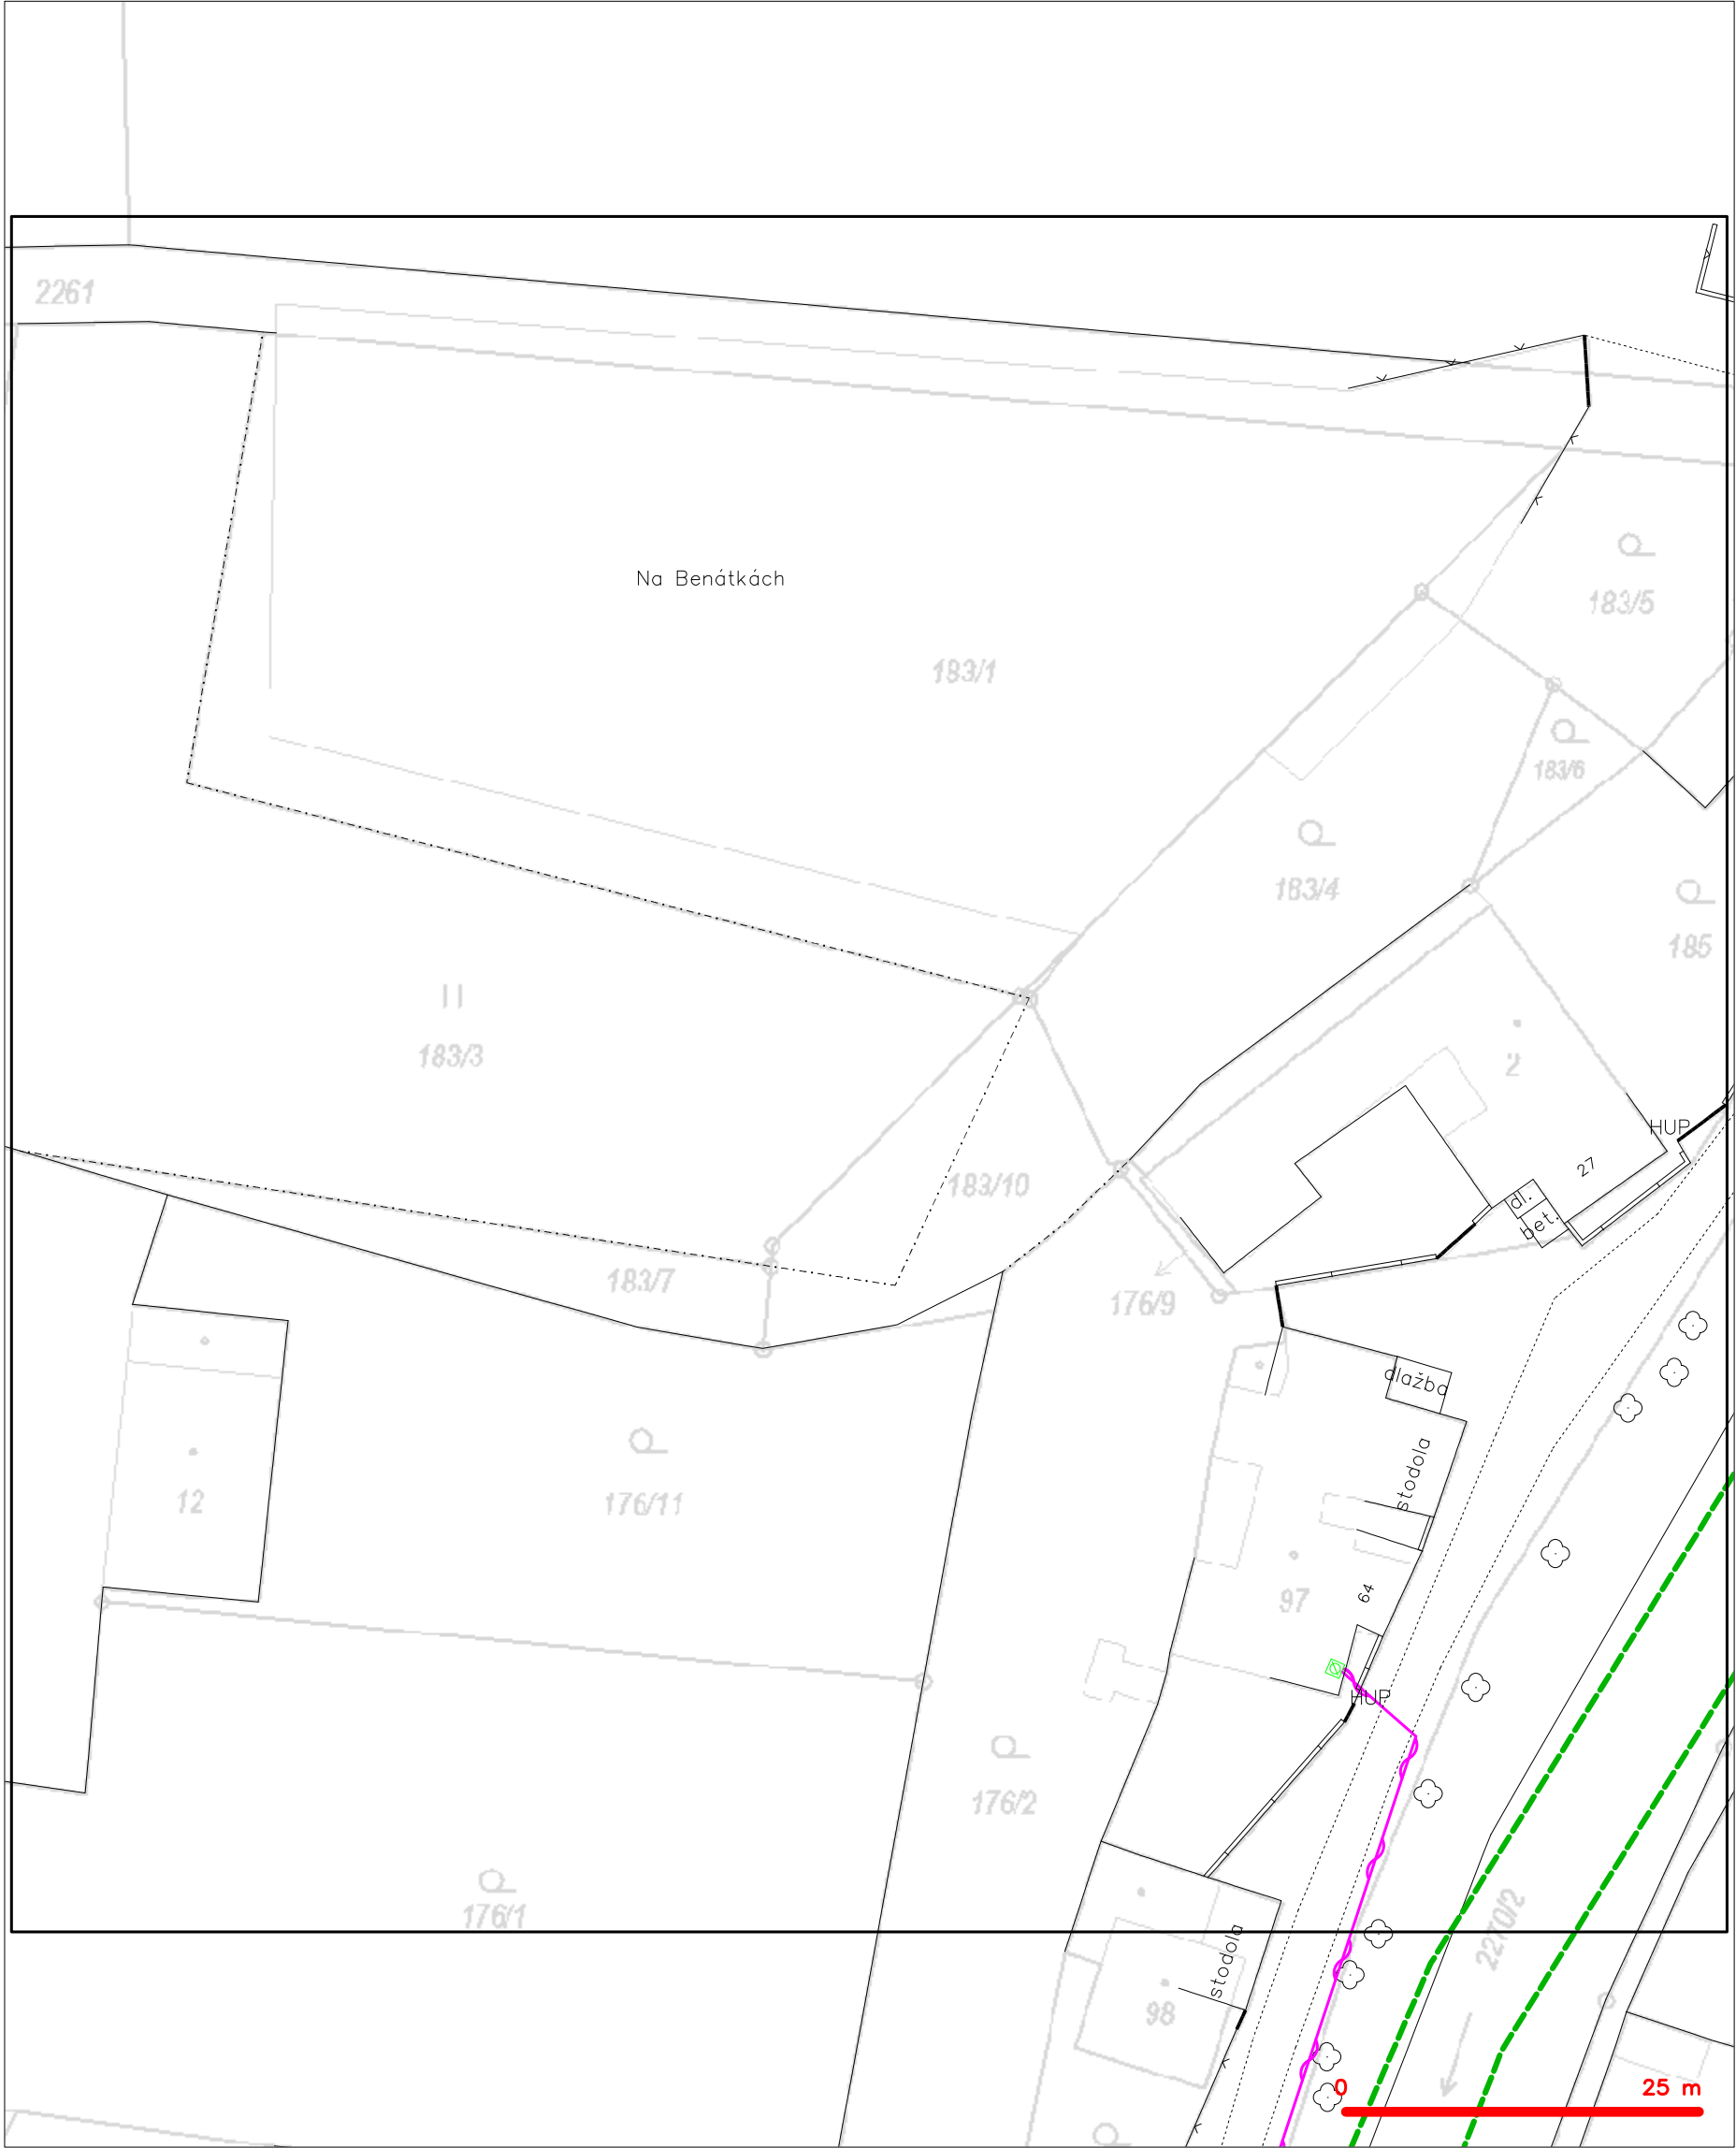 2261
Na Benátkách
183/5
183/1
183/6
183/4
185
183/3
2
HUP
27
183/10
dl.
bet.
183/7
176/9
dlažba
stodola
12
176/11
97
64
HUP
176/2
176/1
2270/2
stodola
98
0 25 m